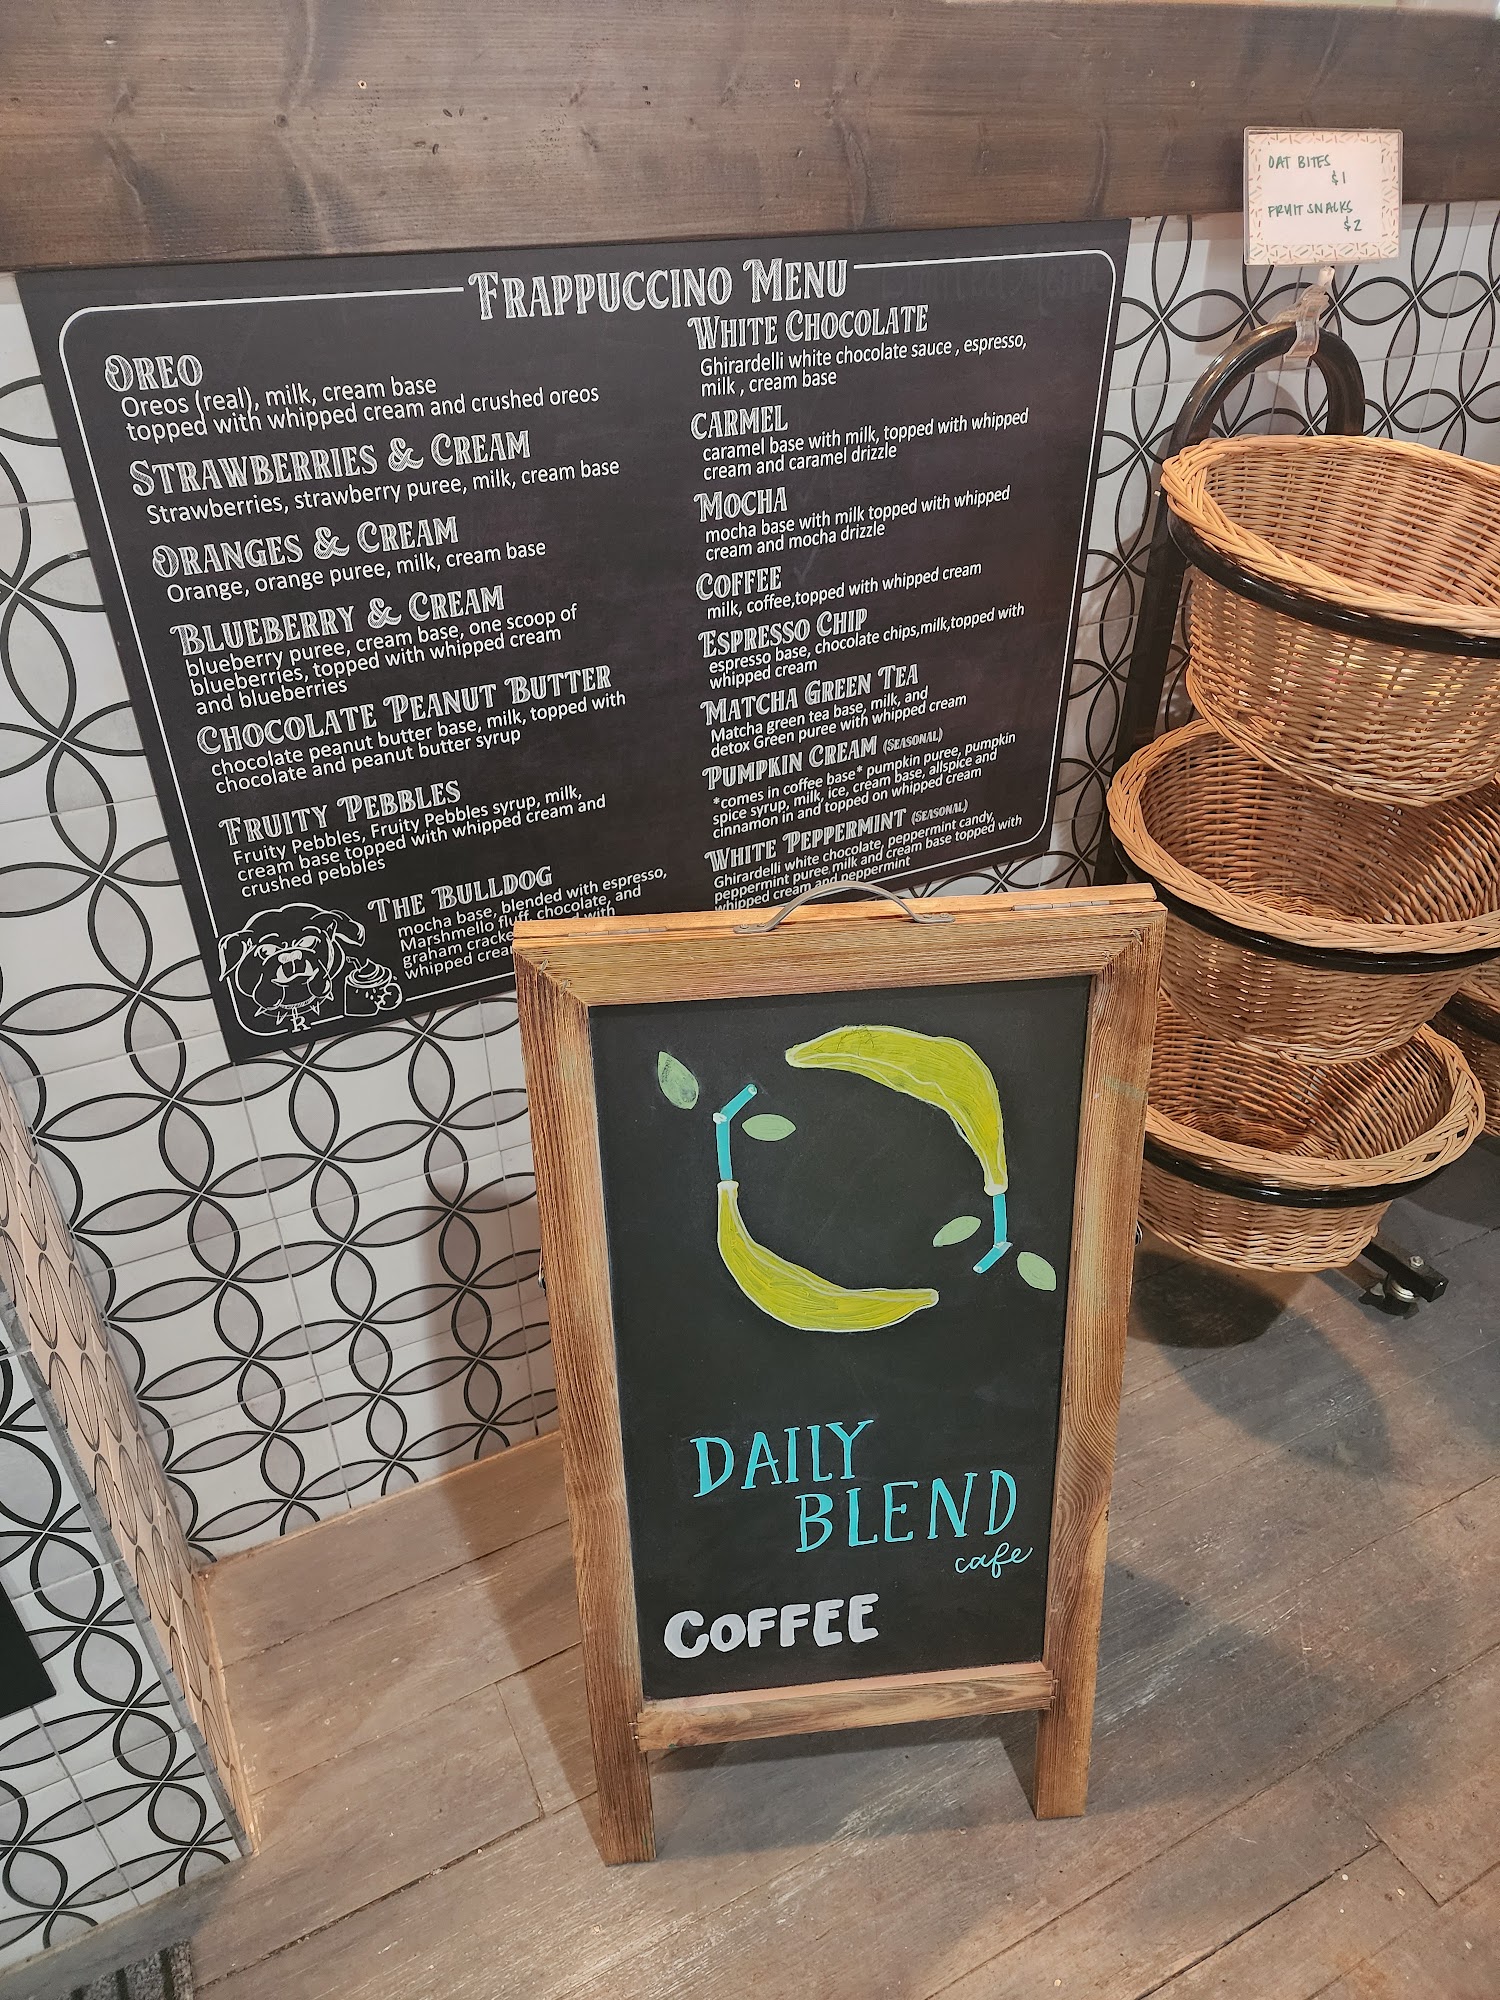 OAT BITES
$1
FRUIT SNACKS
$2
FRAPPUCCINO MENU
OREO
Oreos (real), milk, cream base
topped with whipped cream and crushed oreos
STRAWBERRIES & CREAM
Strawberries, strawberry puree, milk, cream base
ORANGES & CREAM
Orange, orange puree, milk, cream base
BLUEBERRY & CREAM
blueberry puree, cream base, one scoop of
blueberries, topped with whipped cream
and blueberries
CHOCOLATE PEANUT BUTTER
chocolate peanut butter base, milk, topped with
chocolate and peanut butter syrup
FRUITY PEBBLES
Fruity Pebbles, Fruity Pebbles syrup, milk,
cream base topped with whipped cream and
crushed pebbles
THE BULLDOG
mocha base, blended with espresso,
Marshmello fluff, chocolate, and
graham with
whipped
R
WHITE CHOCOLATE
Ghirardelli white chocolate sauce , espresso,
milk , cream base
CARMEL
caramel base with milk, topped with whipped
cream and caramel drizzle
MOCHA
mocha base with milk topped with whipped
cream and mocha drizzle
COFFEE
milk, coffee,topped with whipped cream
ESPRESSO CHIP
espresso base, chocolate chips,milk,topped with
whipped cream
MATCHA GREEN TEA
Matcha green tea base, milk, and
detox Green puree with whipped cream
PUMPKIN CREAM (SEASONAL)
*comes in coffee base* pumpkin puree, pumpkin
spice syrup, milk, ice, cream base, allspice and
cinnamon in and topped on whipped cream
WHITE PEPPERMINT (SEASONAL)
Ghirardelli white chocolate, peppermint candy,
peppermint puree milk and cream base topped with
whipped cream and peppermint
DAILY
BLEND
cafe
COFFEE